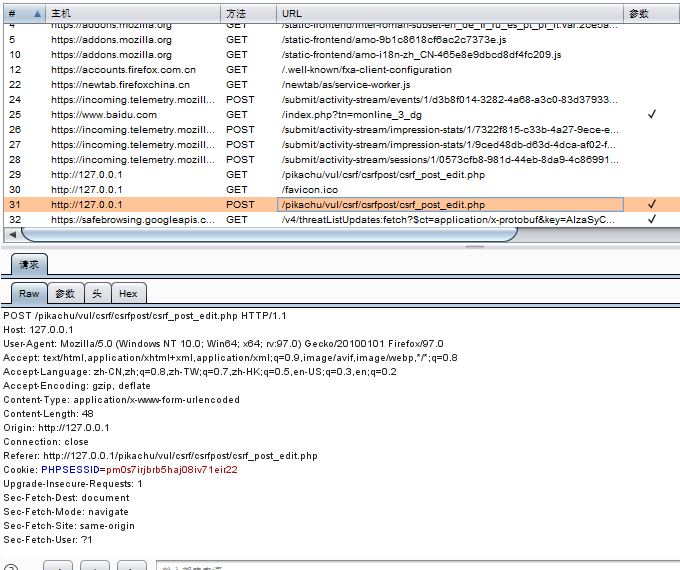 # 主机 方法 URL 参数
4 https://addons.mozilla.org GET
5 https://addons.mozilla.org GET /static-frontend/amo-9b1c8618cf6ac2c7373e.js
10 https://addons.mozilla.org GET /static-frontend/amo-i18n-zh_CN-465e8e9dbcd8df4fc209.js
12 https://accounts.firefox.com.cn GET /.well-known/fxa-client-configuration
22 https://newtab.firefoxchina.cn GET /newtab/as/service-worker.js
24 https://incoming.telemetry.mozill... POST /submit/activity-stream/events/1/d3b8f014-3282-4a68-a3c0-83d37933...
25 https://www.baidu.com GET /index.php?tn=monline_3_dg ✓
26 https://incoming.telemetry.mozill... POST /submit/activity-stream/impression-stats/1/7322f815-c33b-4a27-9ece-e...
27 https://incoming.telemetry.mozill... POST /submit/activity-stream/impression-stats/1/9ced48db-d63d-4dca-af02-f...
28 https://incoming.telemetry.mozill... POST /submit/activity-stream/sessions/1/0573cfb8-981d-44eb-8da9-4c86991...
29 http://127.0.0.1 GET /pikachu/vul/csrf/csrfpost/csrf_post_edit.php
30 http://127.0.0.1 GET /favicon.ico
31 http://127.0.0.1 POST /pikachu/vul/csrf/csrfpost/csrf_post_edit.php ✓
32 https://safebrowsing.googleapis.c... GET /v4/threatListUpdates:fetch?$ct=application/x-protobuf&key=AIzaSyC... ✓
请求
Raw 参数 头 Hex
POST /pikachu/vul/csrf/csrfpost/csrf_post_edit.php HTTP/1.1
Host: 127.0.0.1
User-Agent: Mozilla/5.0 (Windows NT 10.0; Win64; x64; rv:97.0) Gecko/20100101 Firefox/97.0
Accept: text/html,application/xhtml+xml,application/xml;q=0.9,image/avif,image/webp,*/*;q=0.8
Accept-Language: zh-CN,zh;q=0.8,zh-TW;q=0.7,zh-HK;q=0.5,en-US;q=0.3,en;q=0.2
Accept-Encoding: gzip, deflate
Content-Type: application/x-www-form-urlencoded
Content-Length: 48
Origin: http://127.0.0.1
Connection: close
Referer: http://127.0.0.1/pikachu/vul/csrf/csrfpost/csrf_post_edit.php
Cookie: PHPSESSID=pm0s7irjbrb5haj08iv71eir22
Upgrade-Insecure-Requests: 1
Sec-Fetch-Dest: document
Sec-Fetch-Mode: navigate
Sec-Fetch-Site: same-origin
Sec-Fetch-User: ?1